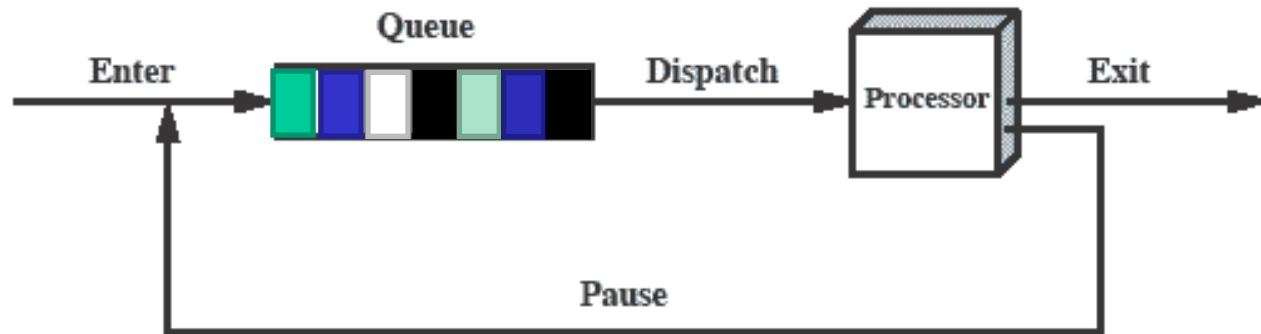 Queue
Enter
Dispatch
Exit
Processor
Pause